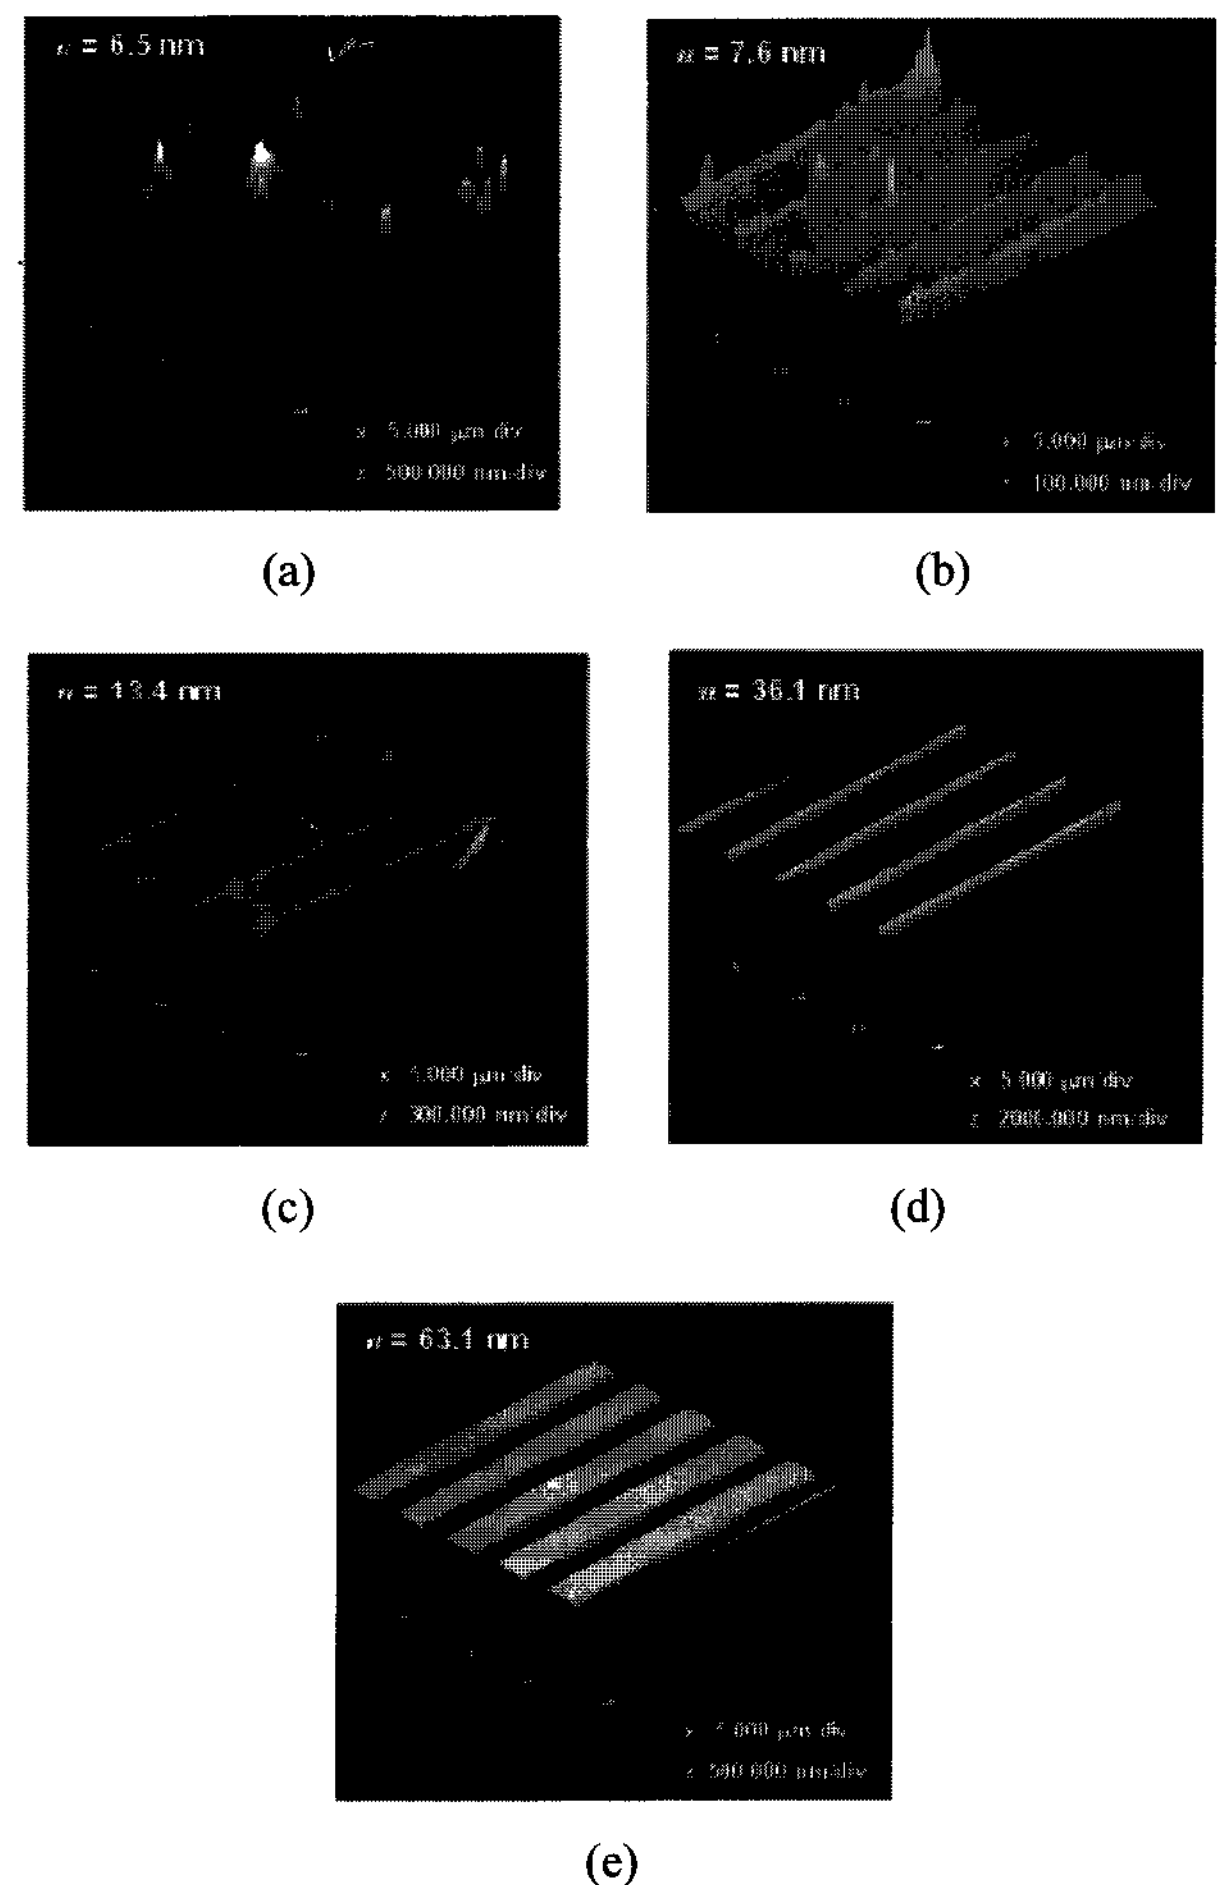 = 6.5 nm
= 7.6 nm
5.000 µm/div
500.000 nm/div
5.000 µm/div
100.000 nm/div
(a)
(b)
= 13.4 nm
= 36.1 nm
µm/div
300.000 nm/div
5.000 µm/div
2000.000 nm/div
(c)
(d)
= 63.1 nm
µm/div
500.000 nm/div
(e)